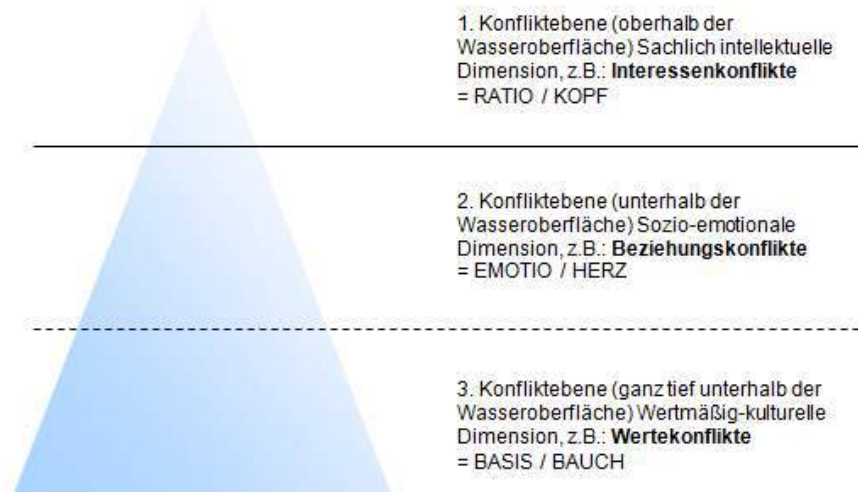 1. Konfliktebene (oberhalb der
Wasseroberfläche) Sachlich intellektuelle
Dimension, z.B.: Interessenkonflikte
= RATIO / KOPF
2. Konfliktebene (unterhalb der
Wasseroberfläche) Sozio-emotionale
Dimension, z.B.: Beziehungskonflikte
= EMOTIO / HERZ
3. Konfliktebene (ganz tief unterhalb der
Wasseroberfläche) Wertmäßig-kulturelle
Dimension, z.B.: Wertekonflikte
= BASIS / BAUCH